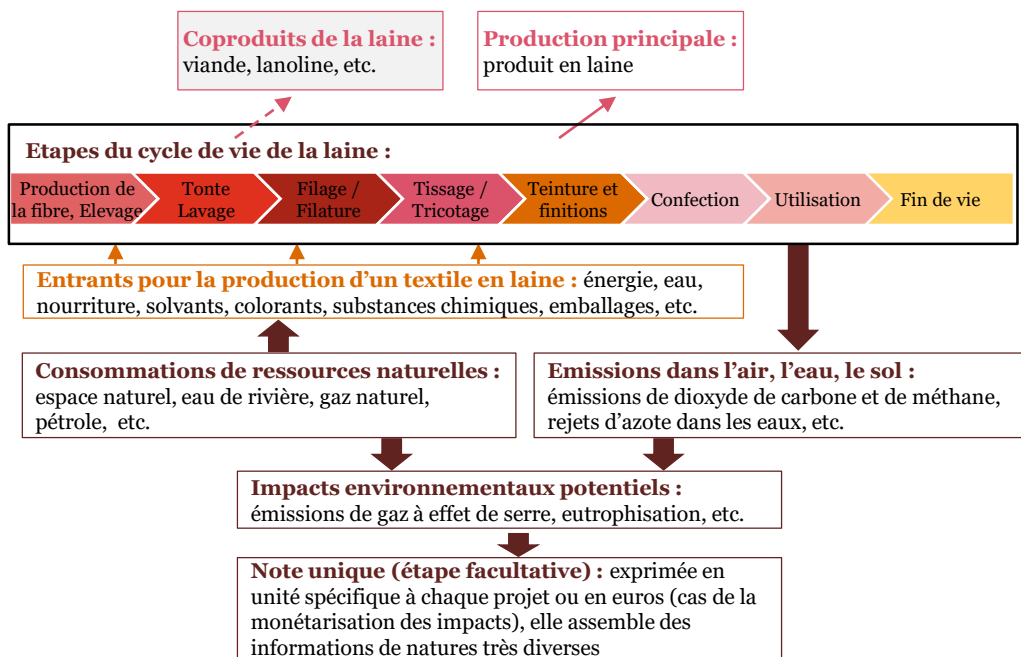 Coproduits de la laine :
viande, lanoline, etc.
Production principale :
produit en laine
Etapes du cycle de vie de la laine :
Production de
la fibre, Elevage
Tonte
Lavage
Filage /
Filature
Tissage /
Tricotage
Teinture et
finitions
Confection
Utilisation
Fin de vie
Entrants pour la production d’un textile en laine : énergie, eau,
nourriture, solvants, colorants, substances chimiques, emballages, etc.
Consommations de ressources naturelles :
espace naturel, eau de rivière, gaz naturel,
pétrole, etc.
Emissions dans l’air, l’eau, le sol :
émissions de dioxyde de carbone et de méthane,
rejets d’azote dans les eaux, etc.
Impacts environnementaux potentiels :
émissions de gaz à effet de serre, eutrophisation, etc.
Note unique (étape facultative) : exprimée en
unité spécifique à chaque projet ou en euros (cas de la
monétarisation des impacts), elle assemble des
informations de natures très diverses